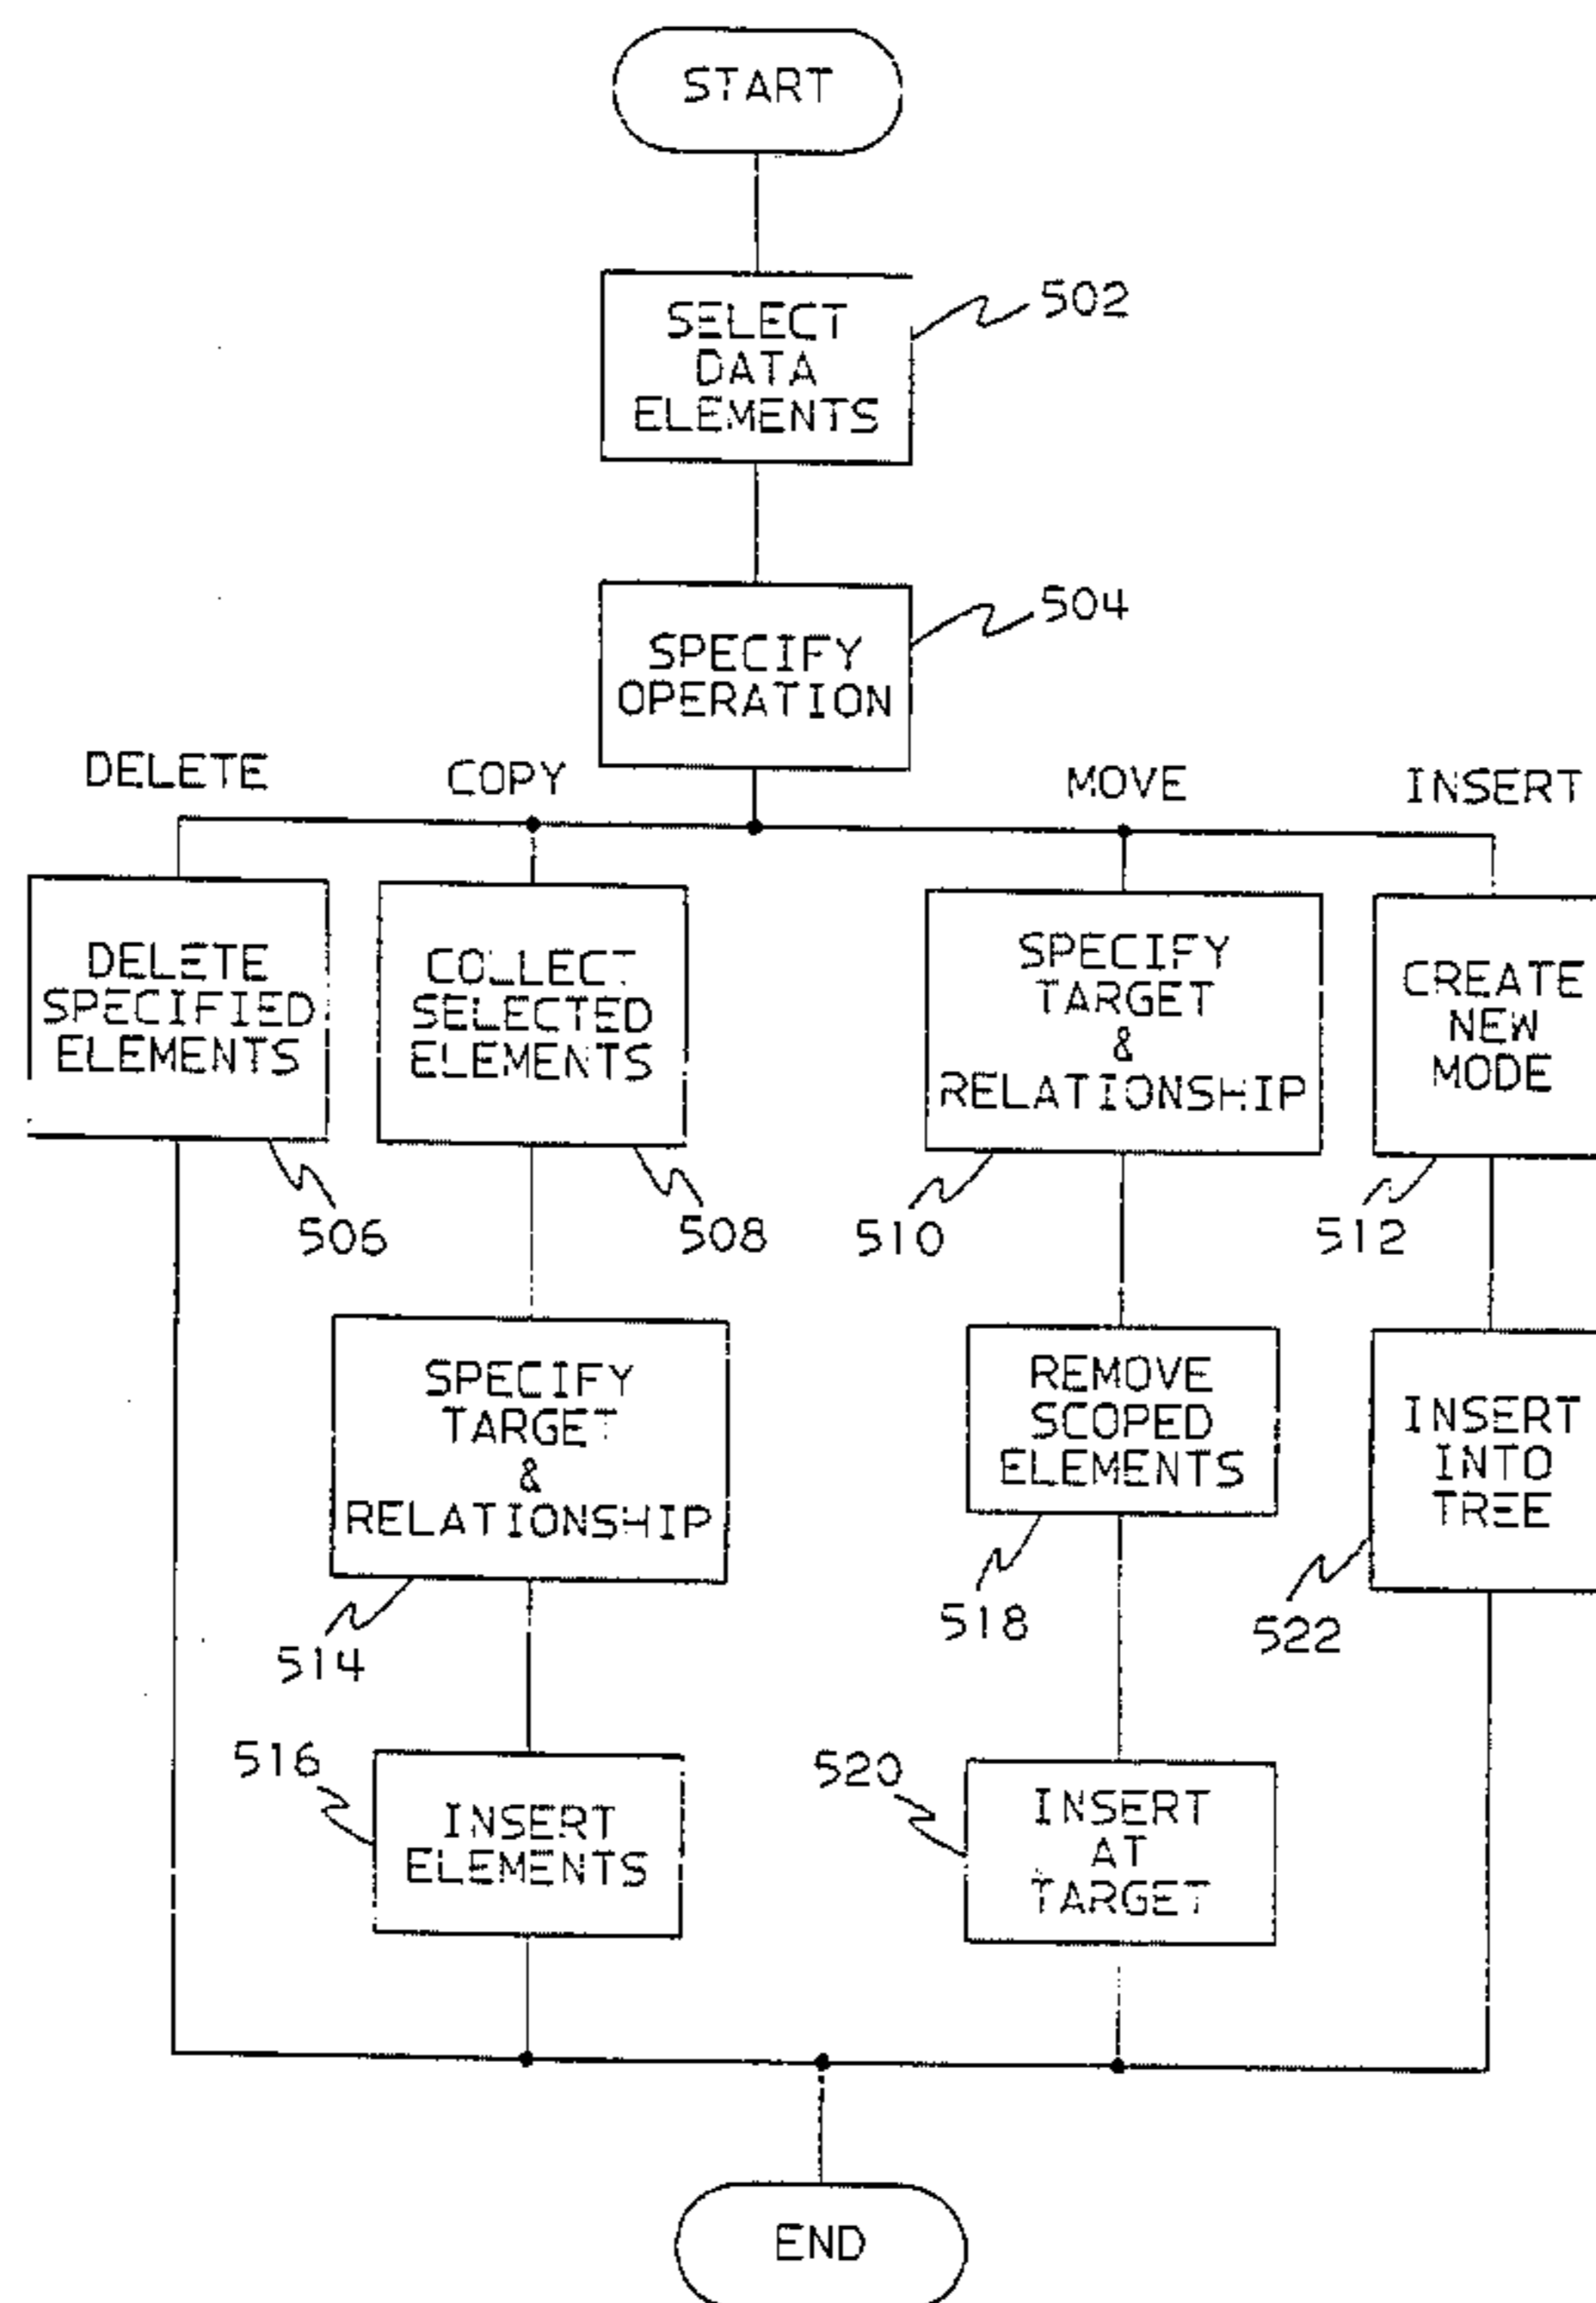 START
SELECT
DATA
ELEMENTS
502
SPECIFY
OPERATION
504
DELETE
COPY
MOVE
INSERT
DELETE
SPECIFIED
ELEMENTS
506
COLLECT
SELECTED
ELEMENTS
508
SPECIFY
TARGET
&
RELATIONSHIP
510
CREATE
NEW
MODE
512
SPECIFY
TARGET
&
RELATIONSHIP
514
REMOVE
SCOPED
ELEMENTS
518
INSERT
INTO
TREE
522
516
INSERT
ELEMENTS
520
INSERT
AT
TARGET
END